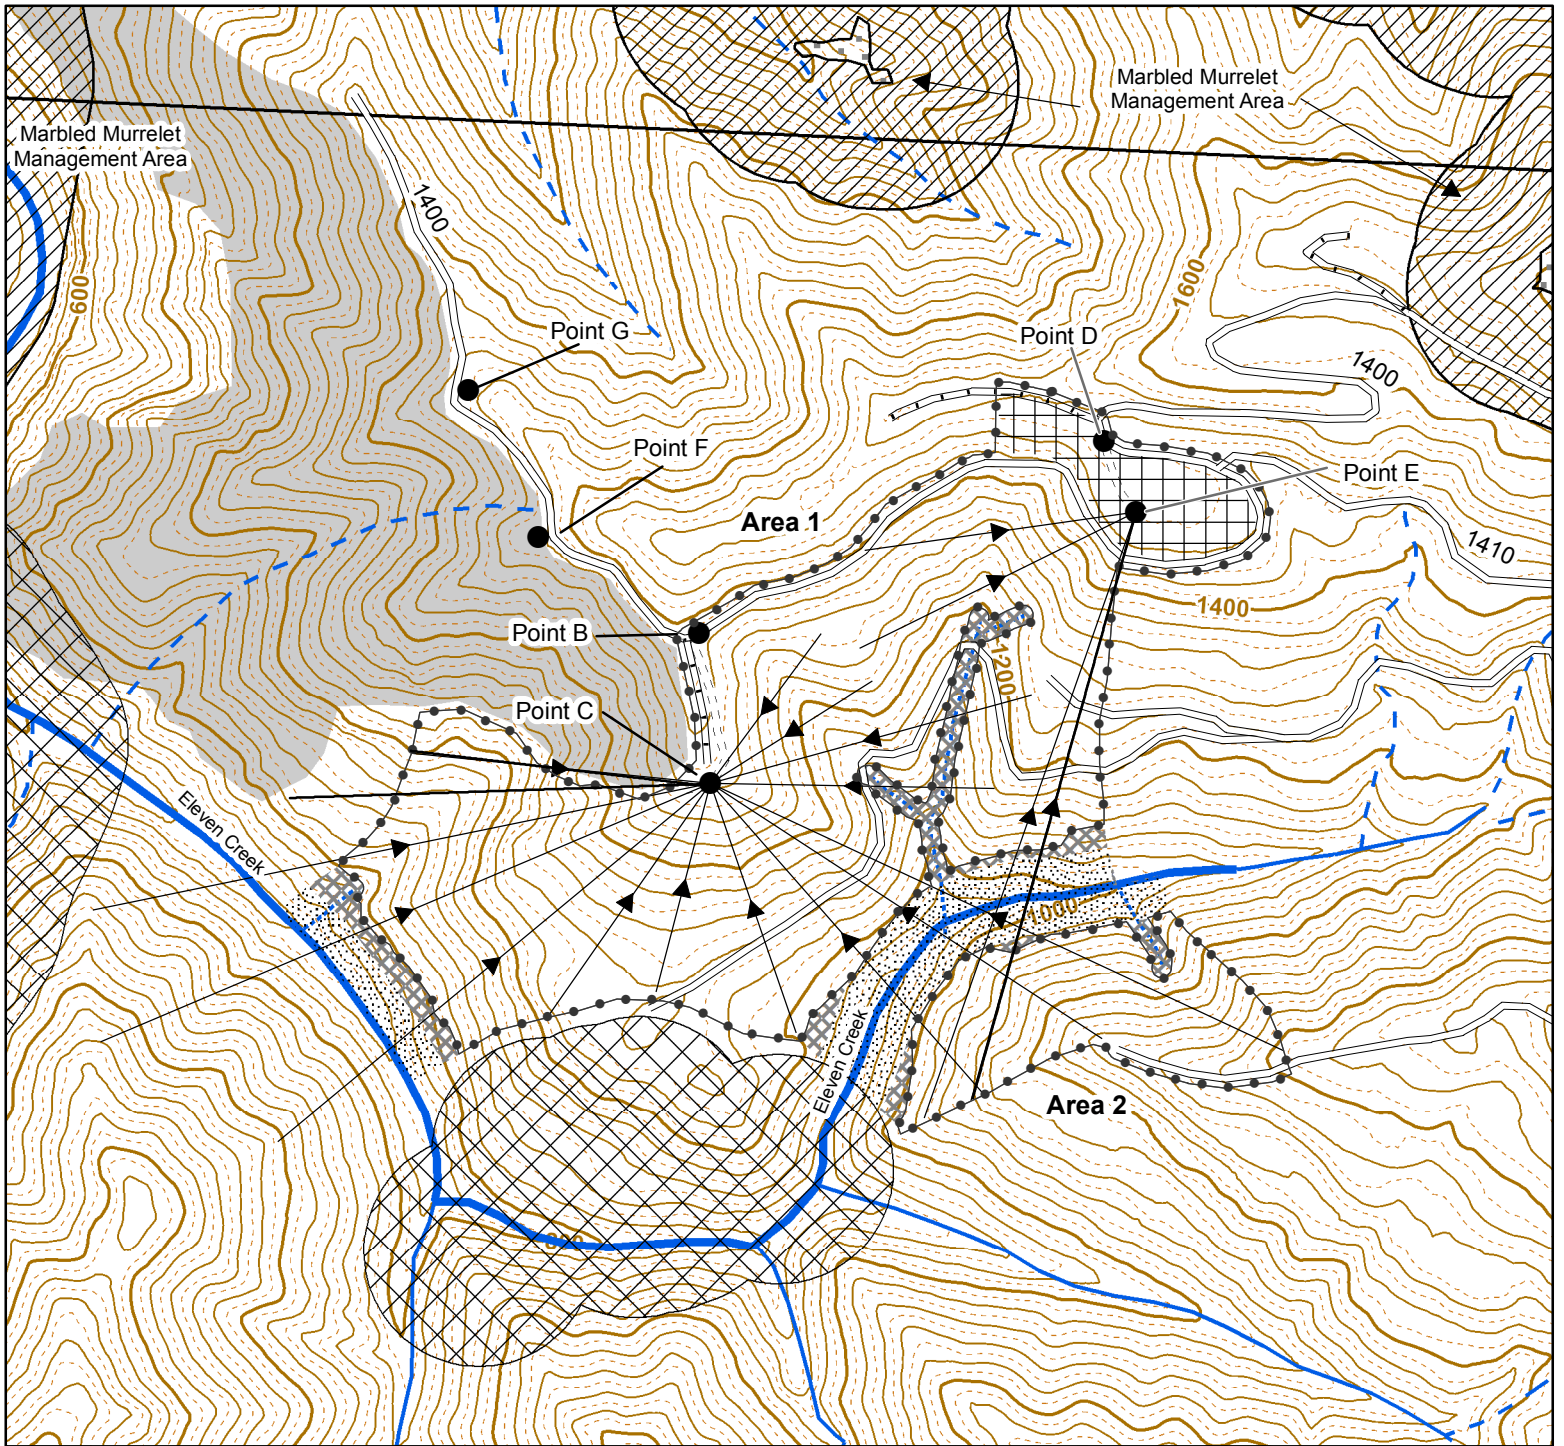 Marbled Murrelet
Management Area
Marbled Murrelet
Management Area
1400
600
1600
Point G
Point D
1400
Point F
Point E
Area 1
1410
1400
Point B
1200
Point C
Eleven Creek
1000
Eleven Creek
Area 2
800